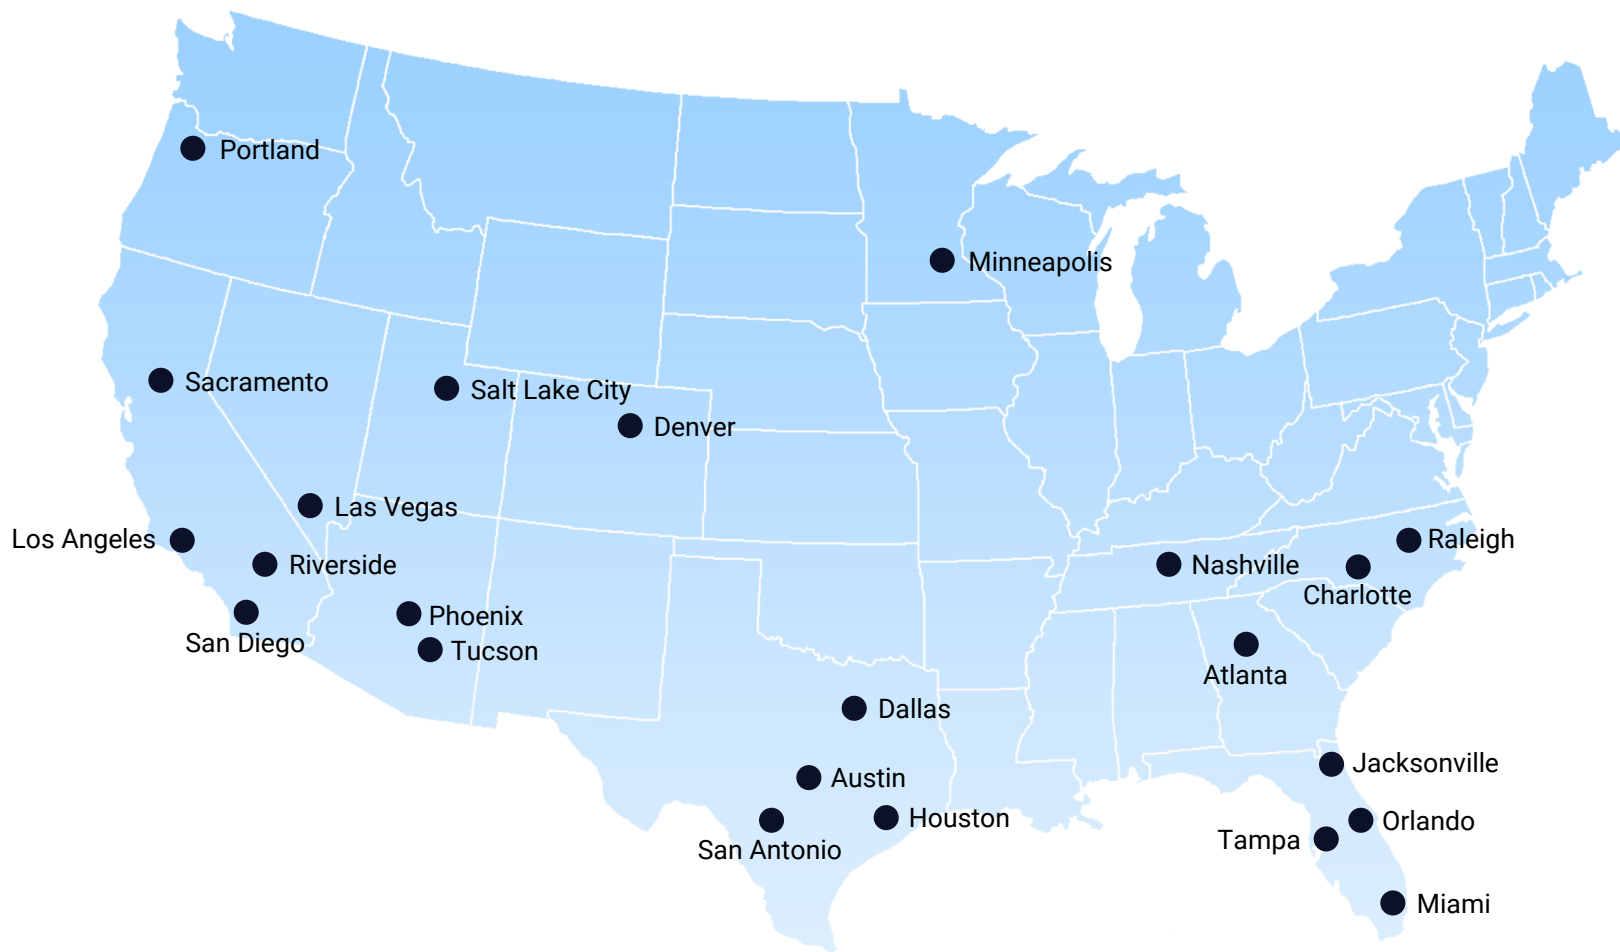 Portland
Minneapolis
Sacramento
Salt Lake City
Denver
Las Vegas
Los Angeles
Riverside
Raleigh
Nashville
Charlotte
Phoenix
San Diego
Tucson
Atlanta
Dallas
Jacksonville
Austin
Houston
Orlando
Tampa
San Antonio
Miami